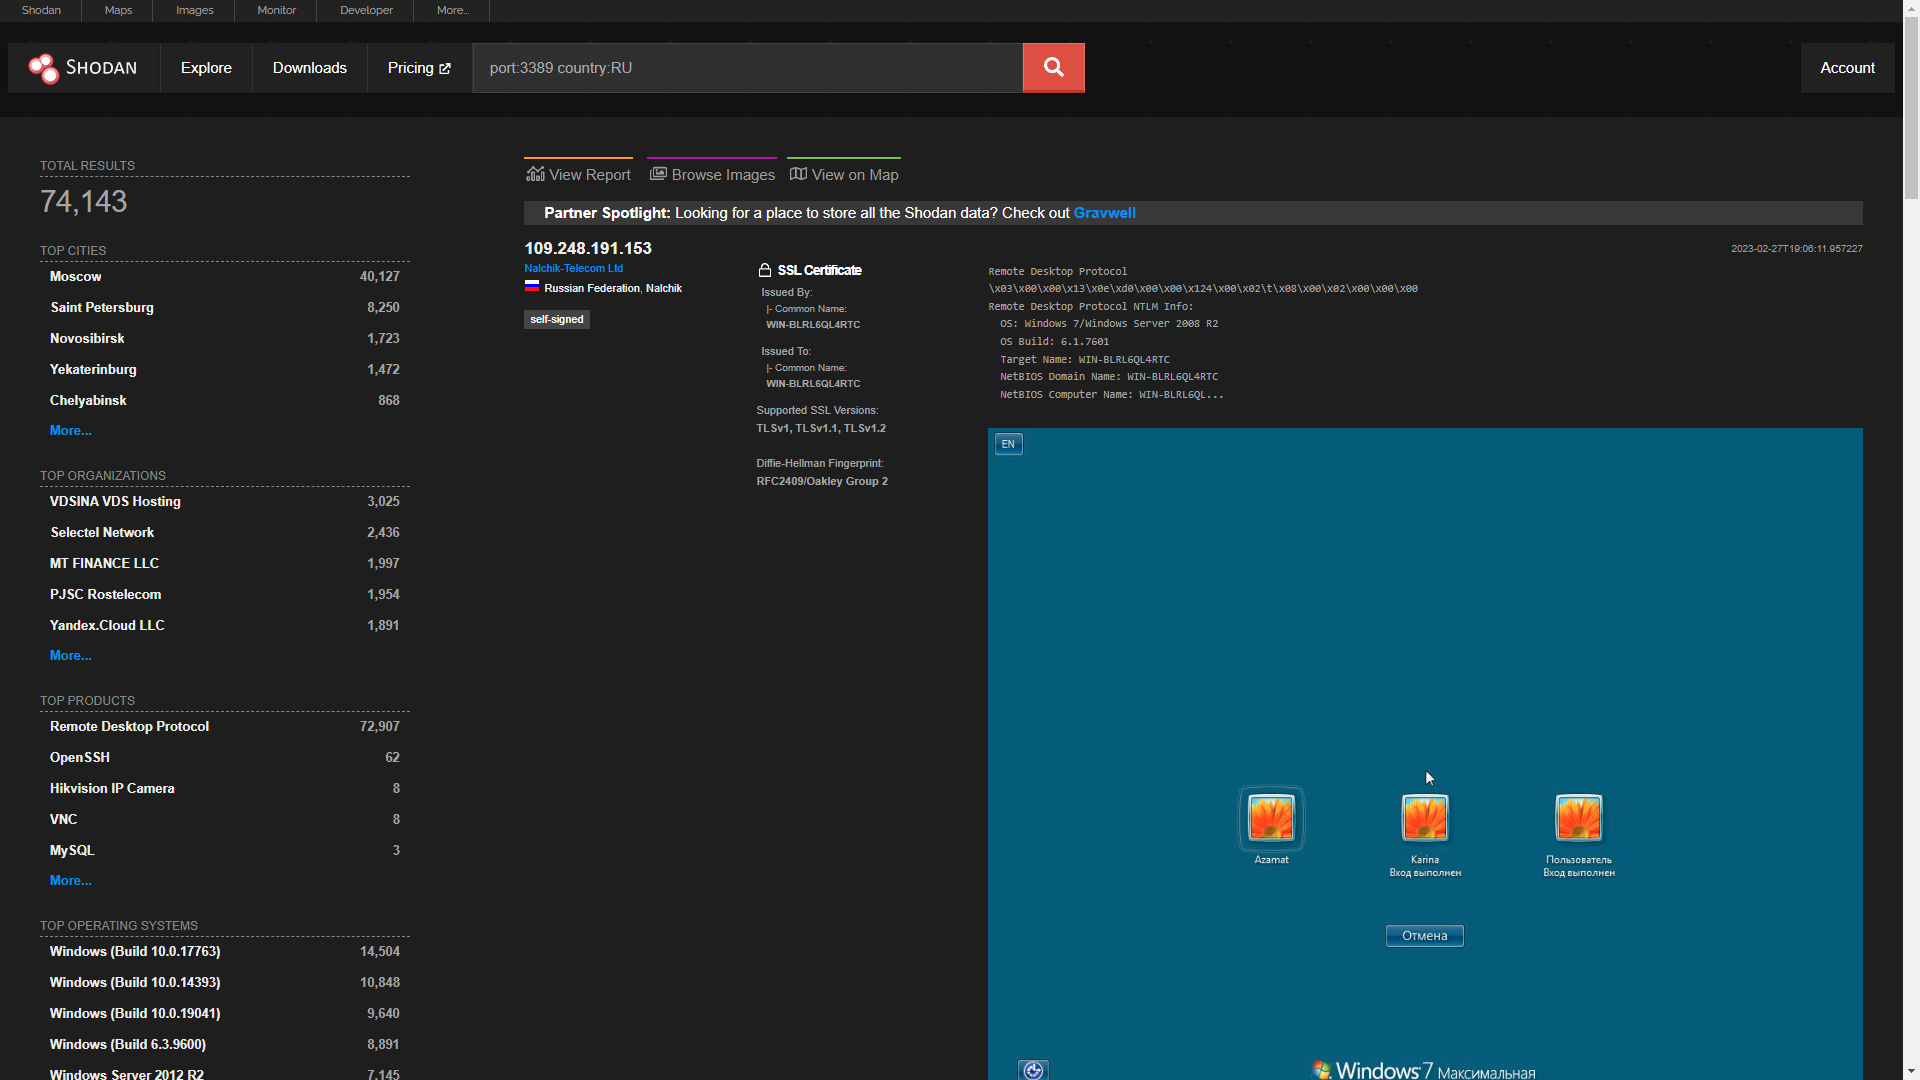 Shodan Maps Images Monitor Developer More...
SHODAN Explore Downloads Pricing port:3389 country:RU Account
TOTAL RESULTS
74,143
TOP CITIES
Moscow 40,127
Saint Petersburg 8,250
Novosibirsk 1,723
Yekaterinburg 1,472
Chelyabinsk 868
More...
TOP ORGANIZATIONS
VDSINA VDS Hosting 3,025
Selectel Network 2,436
MT FINANCE LLC 1,997
PJSC Rostelecom 1,954
Yandex.Cloud LLC 1,891
More...
TOP PRODUCTS
Remote Desktop Protocol 72,907
OpenSSH 62
Hikvision IP Camera 8
VNC 8
MySQL 3
More...
TOP OPERATING SYSTEMS
Windows (Build 10.0.17763) 14,504
Windows (Build 10.0.14393) 10,848
Windows (Build 10.0.19041) 9,640
Windows (Build 6.3.9600) 8,891
Windows Server 2012 R2 7,145
View Report Browse Images View on Map
Partner Spotlight: Looking for a place to store all the Shodan data? Check out Gravwell
109.248.191.153
Nalchik-Telecom Ltd
Russian Federation, Nalchik
self-signed
SSL Certificate
Issued By:
|- Common Name:
WIN-BLRL6QL4RTC
Issued To:
|- Common Name:
WIN-BLRL6QL4RTC
Supported SSL Versions:
TLSv1, TLSv1.1, TLSv1.2
Diffie-Hellman Fingerprint:
RFC2409/Oakley Group 2
2023-02-27T19:06:11.957227
Remote Desktop Protocol
\x03\x00\x00\x13\x0e\xd0\x00\x00\x124\x00\x02\t\x08\x00\x02\x00\x00\x00
Remote Desktop Protocol NTLM Info:
OS: Windows 7/Windows Server 2008 R2
OS Build: 6.1.7601
Target Name: WIN-BLRL6QL4RTC
NetBIOS Domain Name: WIN-BLRL6QL4RTC
NetBIOS Computer Name: WIN-BLRL6QL...
EN
Azamat
Karina
Вход выполнен
Пользователь
Вход выполнен
Отмена
Windows 7 Максимальная